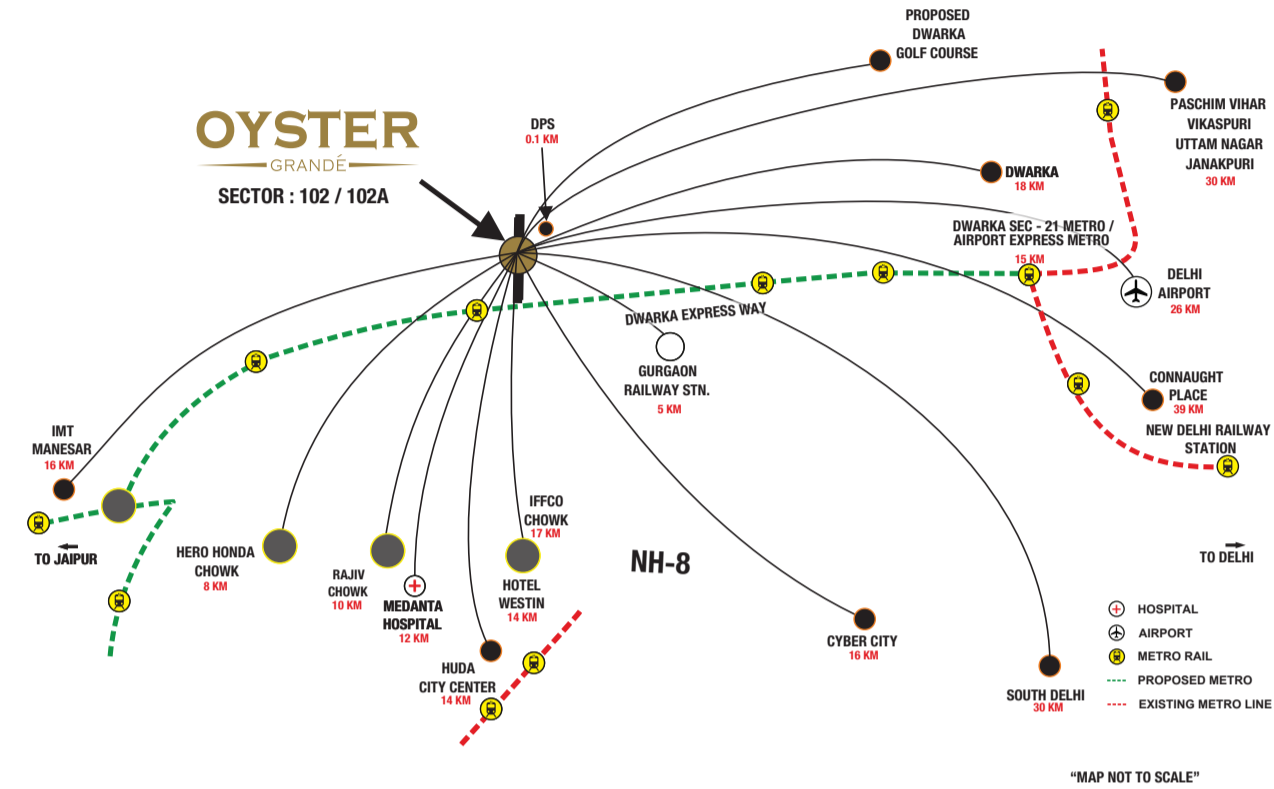 PROPOSED
DWARKA
GOLF COURSE
OYSTER
GRANDÉ
SECTOR : 102 / 102A
DPS
0.1 KM
PASCHIM VIHAR
VIKASPURI
UTTAM NAGAR
JANAKPURI
30 KM
DWARKA
18 KM
DWARKA SEC - 21 METRO /
AIRPORT EXPRESS METRO
15 KM
DELHI
AIRPORT
26 KM
DWARKA EXPRESS WAY
GURGAON
RAILWAY STN.
5 KM
CONNAUGHT
PLACE
39 KM
NEW DELHI RAILWAY
STATION
IMT
MANESAR
16 KM
TO JAIPUR
HERO HONDA
CHOWK
8 KM
RAJIV
CHOWK
10 KM
MEDANTA
HOSPITAL
12 KM
IFFCO
CHOWK
17 KM
HOTEL
WESTIN
14 KM
HUDA
CITY CENTER
14 KM
NH-8
TO DELHI
CYBER CITY
16 KM
SOUTH DELHI
30 KM
HOSPITAL
AIRPORT
METRO RAIL
PROPOSED METRO
EXISTING METRO LINE
“MAP NOT TO SCALE”